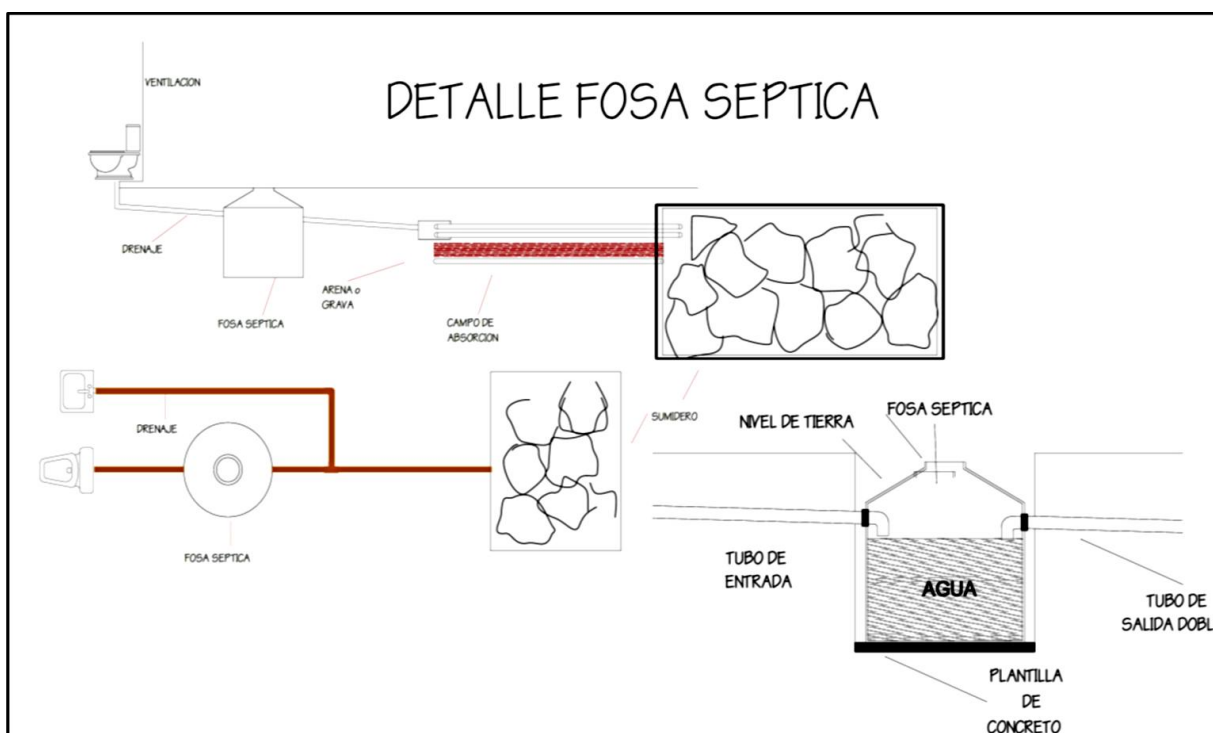 DETALLE FOSA SEPTICA
VENTILACION
DRENAJE
FOSA SEPTICA
ARENA o
GRAVA
CAMPO DE
ABSORCION
SUMIDERO
DRENAJE
FOSA SEPTICA
NIVEL DE TIERRA
FOSA SEPTICA
TUBO DE
ENTRADA
AGUA
TUBO DE
SALIDA DOBL
PLANTILLA
DE
CONCRETO